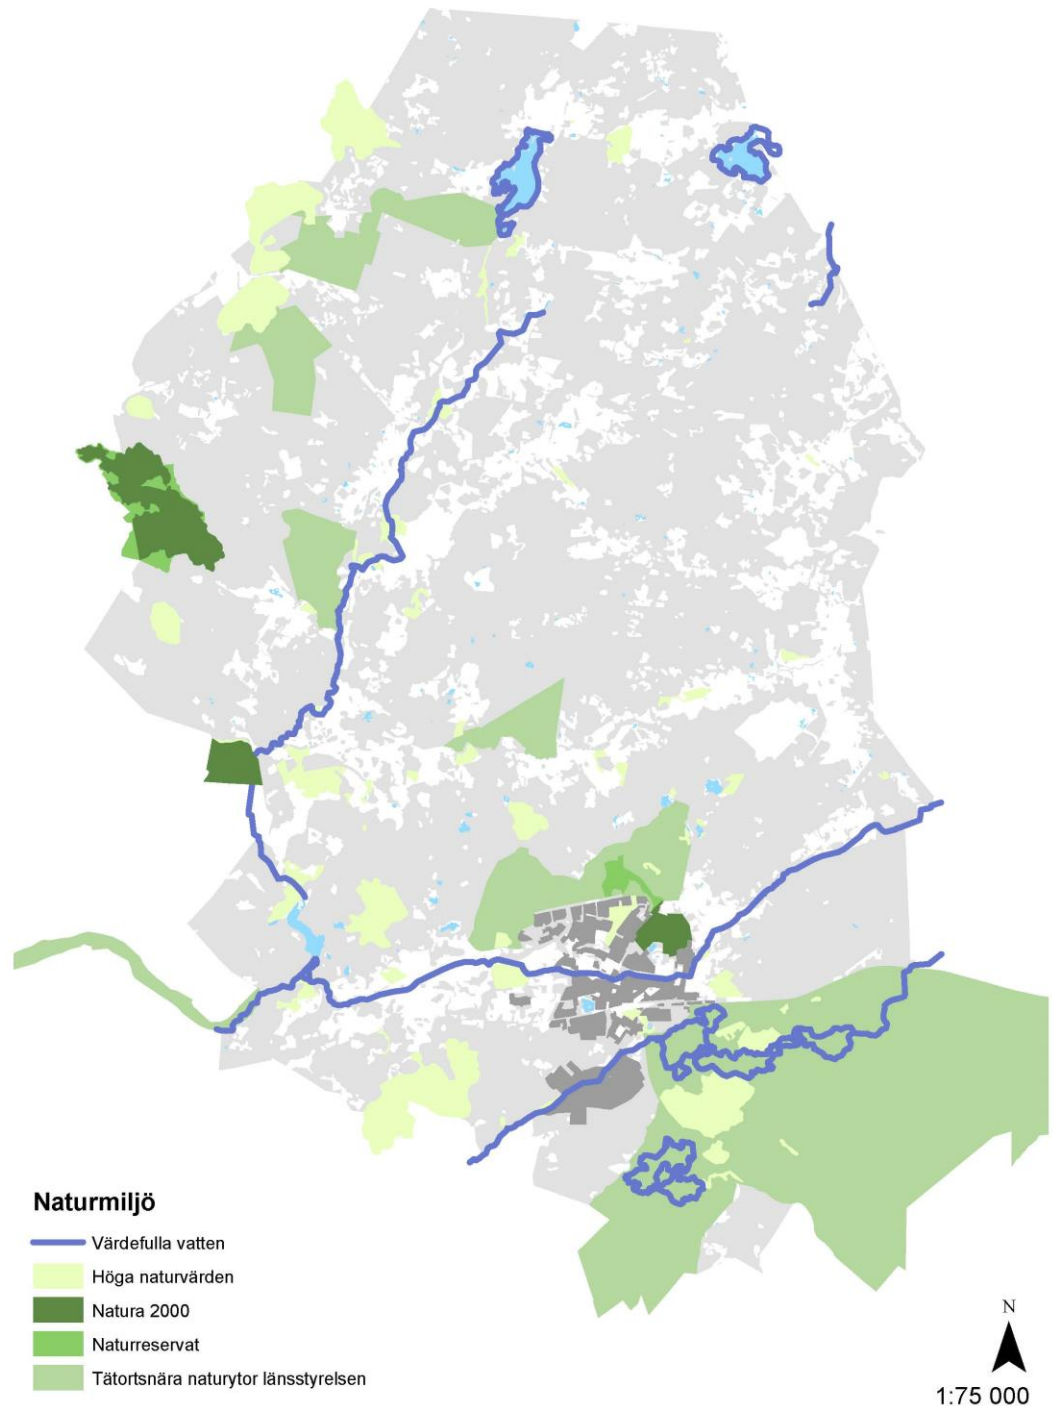 Naturmiljö
Värdefulla vatten
Höga naturvärden
Natura 2000
Naturreservat
Tätortsnära naturytor länsstyrelsen
N
1:75 000